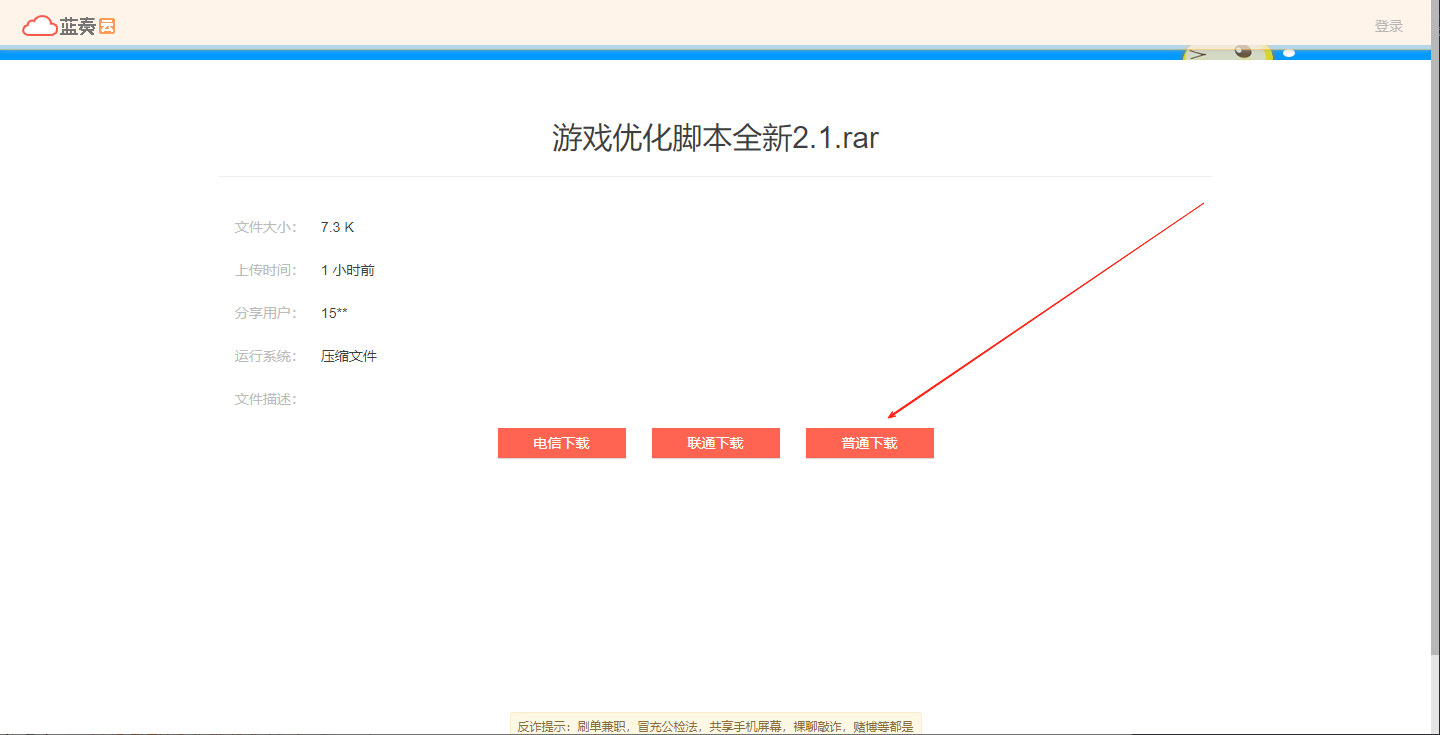 蓝奏云
登录
游戏优化脚本全新2.1.rar
文件大小： 7.3 K
上传时间： 1 小时前
分享用户： 15**
运行系统： 压缩文件
文件描述：
电信下载 联通下载 普通下载
反诈提示：刷单兼职，冒充公检法，共享手机屏幕，裸聊敲诈，赌博等都是